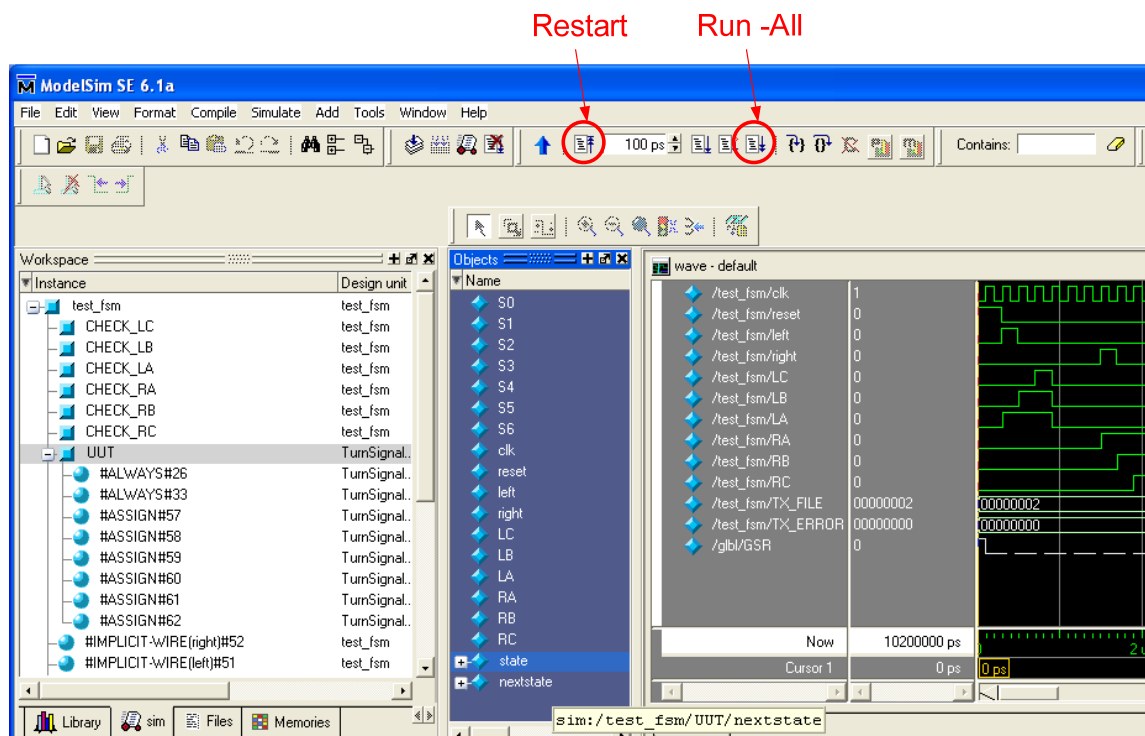 Restart Run -All
ModelSim SE 6.1a
File Edit View Format Compile Simulate Add Tools Window Help
100 ps Contains:
Workspace
Instance Design unit
test_fsm test_fsm
CHECK_LC test_fsm
CHECK_LB test_fsm
CHECK_LA test_fsm
CHECK_RA test_fsm
CHECK_RB test_fsm
CHECK_RC test_fsm
UUT TurnSignal..
#ALWAYS#26 TurnSignal..
#ALWAYS#33 TurnSignal..
#ASSIGN#57 TurnSignal..
#ASSIGN#58 TurnSignal..
#ASSIGN#59 TurnSignal..
#ASSIGN#60 TurnSignal..
#ASSIGN#61 TurnSignal..
#ASSIGN#62 TurnSignal..
#IMPLICIT-WIRE(right)#52 test_fsm
#IMPLICIT-WIRE(left)#51 test_fsm
Library sim Files Memories
Objects
Name
S0
S1
S2
S3
S4
S5
S6
clk
reset
left
right
LC
LB
LA
RA
RB
RC
state
nextstate
sim:/test_fsm/UUT/nextstate
wave - default
/test_fsm/clk 1
/test_fsm/reset 0
/test_fsm/left 0
/test_fsm/right 0
/test_fsm/LC 0
/test_fsm/LB 0
/test_fsm/LA 0
/test_fsm/RA 0
/test_fsm/RB 0
/test_fsm/RC 0
/test_fsm/TX_FILE 00000002 00000002
/test_fsm/TX_ERROR 00000000 00000000
/glbl/GSR 0
Now 10200000 ps
Cursor 1 0 ps 0 ps